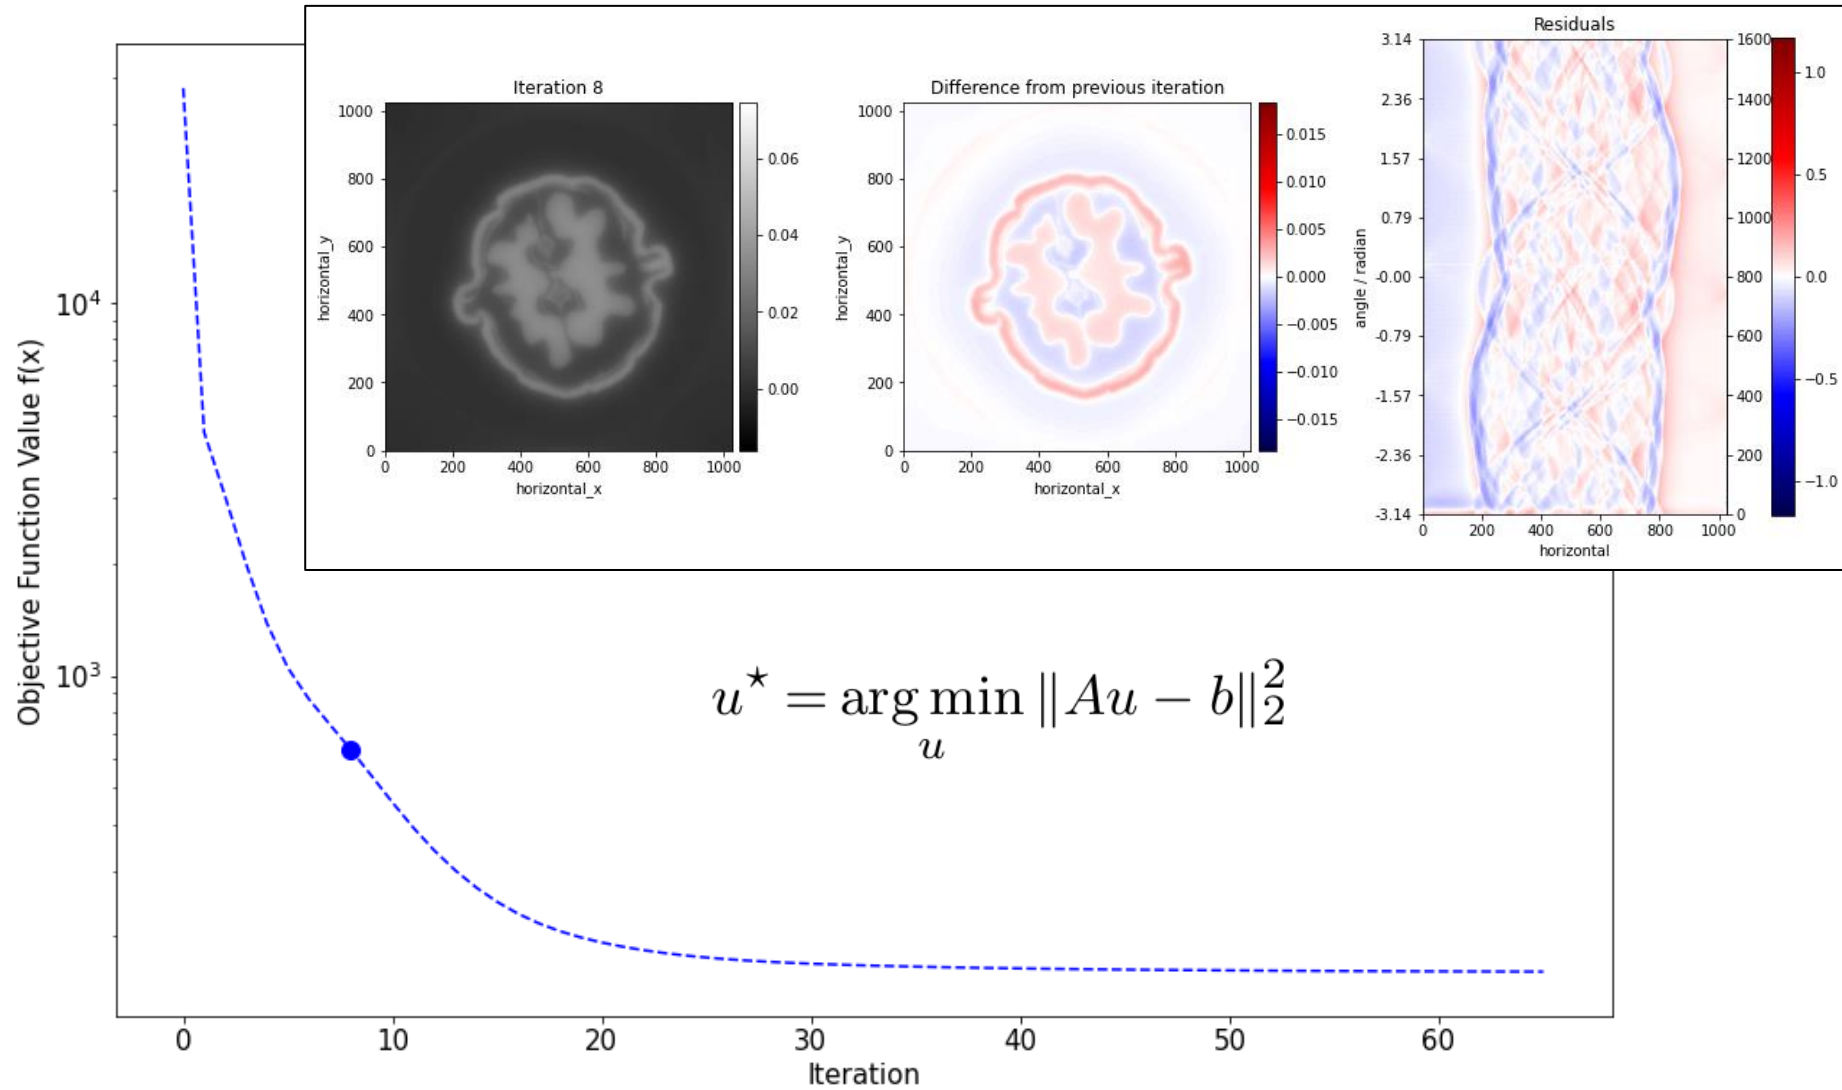 Iteration 8
1000
800
600
400
200
0
horizontal_y
0 200 400 600 800 1000
horizontal_x
0.06
0.04
0.02
0.00
Difference from previous iteration
1000
800
600
400
200
0
horizontal_y
0 200 400 600 800 1000
horizontal_x
0.015
0.010
0.005
0.000
−0.005
−0.010
−0.015
Residuals
3.14
2.36
1.57
0.79
-0.00
-0.79
-1.57
-2.36
-3.14
angle / radian
1600
1400
1200
1000
800
600
400
200
0
0 200 400 600 800 1000
horizontal
1.0
0.5
0.0
−0.5
−1.0
Objective Function Value f(x)
10⁴
10³
u⋆ = arg min ‖Au − b‖₂²
u
0 10 20 30 40 50 60
Iteration